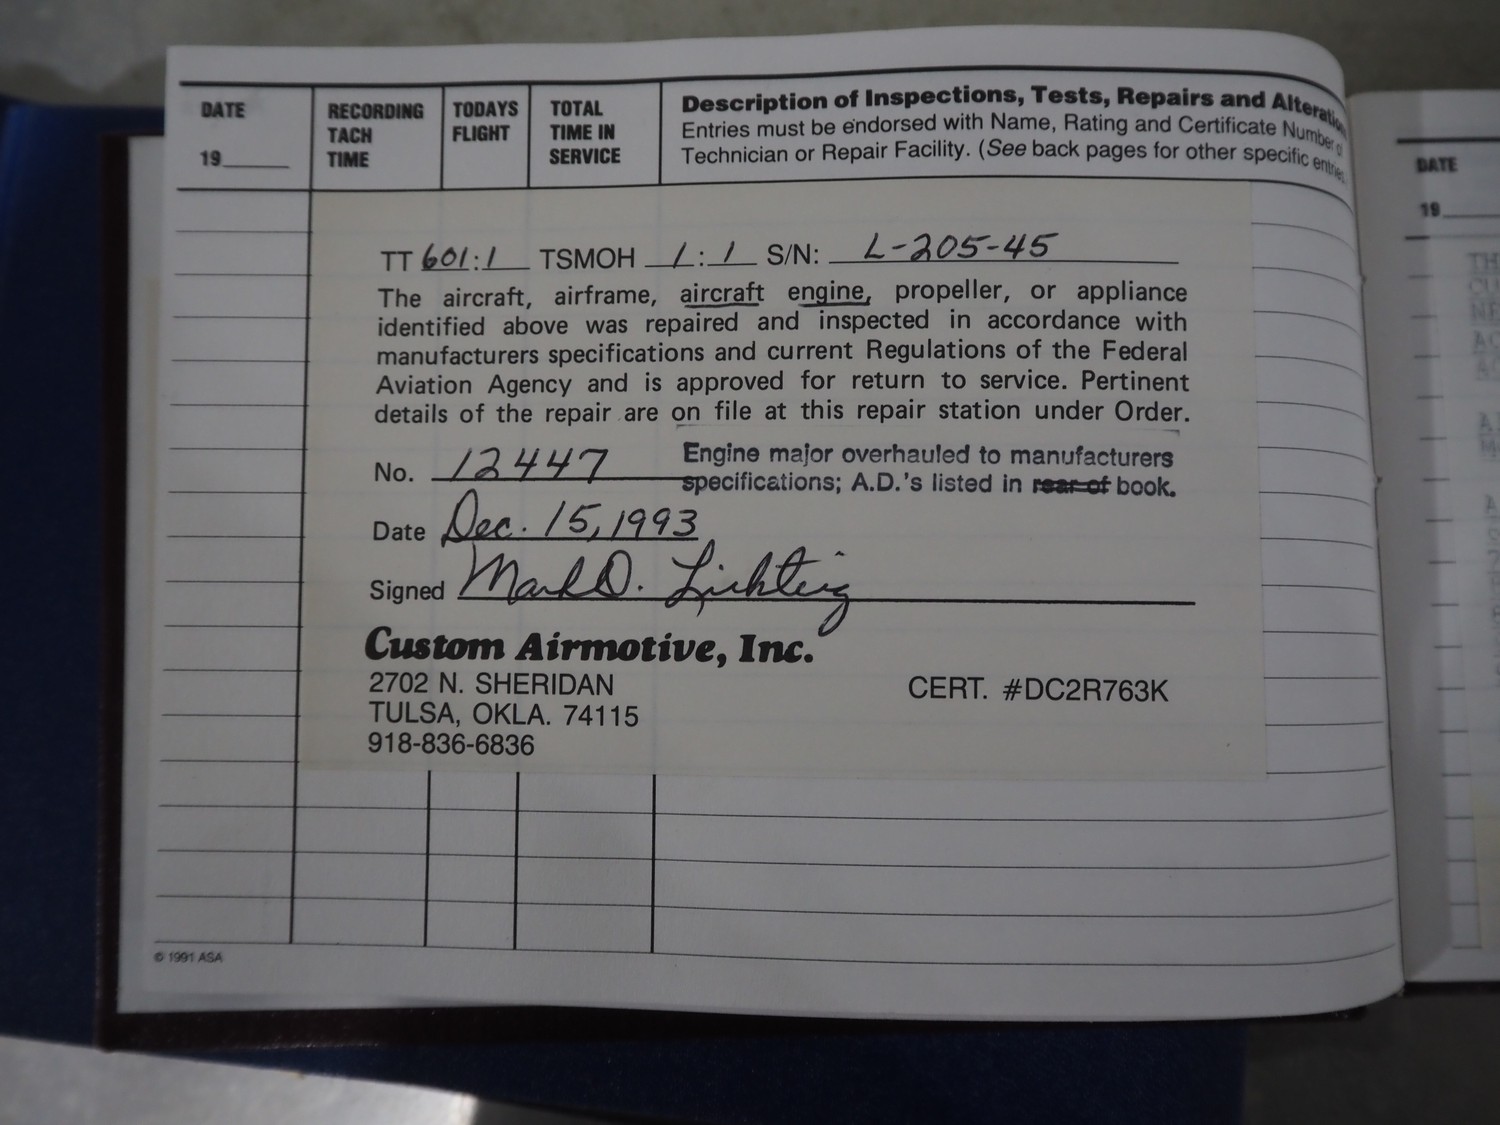 DATE
19____
RECORDING
TACH
TIME
TODAYS
FLIGHT
TOTAL
TIME IN
SERVICE
Description of Inspections, Tests, Repairs and
Entries must be endorsed with Name, Rating and Certificate Number
Technician or Repair Facility. (See back pages for other specific
TT 601:1 TSMOH 1:1 S/N: L-205-45
The aircraft, airframe, aircraft engine, propeller, or appliance
identified above was repaired and inspected in accordance with
manufacturers specifications and current Regulations of the Federal
Aviation Agency and is approved for return to service. Pertinent
details of the repair are on file at this repair station under Order.
No. 12447
Engine major overhauled to manufacturers
specifications; A.D.'s listed in rear of book.
Date Dec. 15, 1993
Signed Mark D. Lichteig
Custom Airmotive, Inc.
2702 N. SHERIDAN
TULSA, OKLA. 74115
918-836-6836
CERT. #DC2R763K
© 1991 ASA
DATE
19